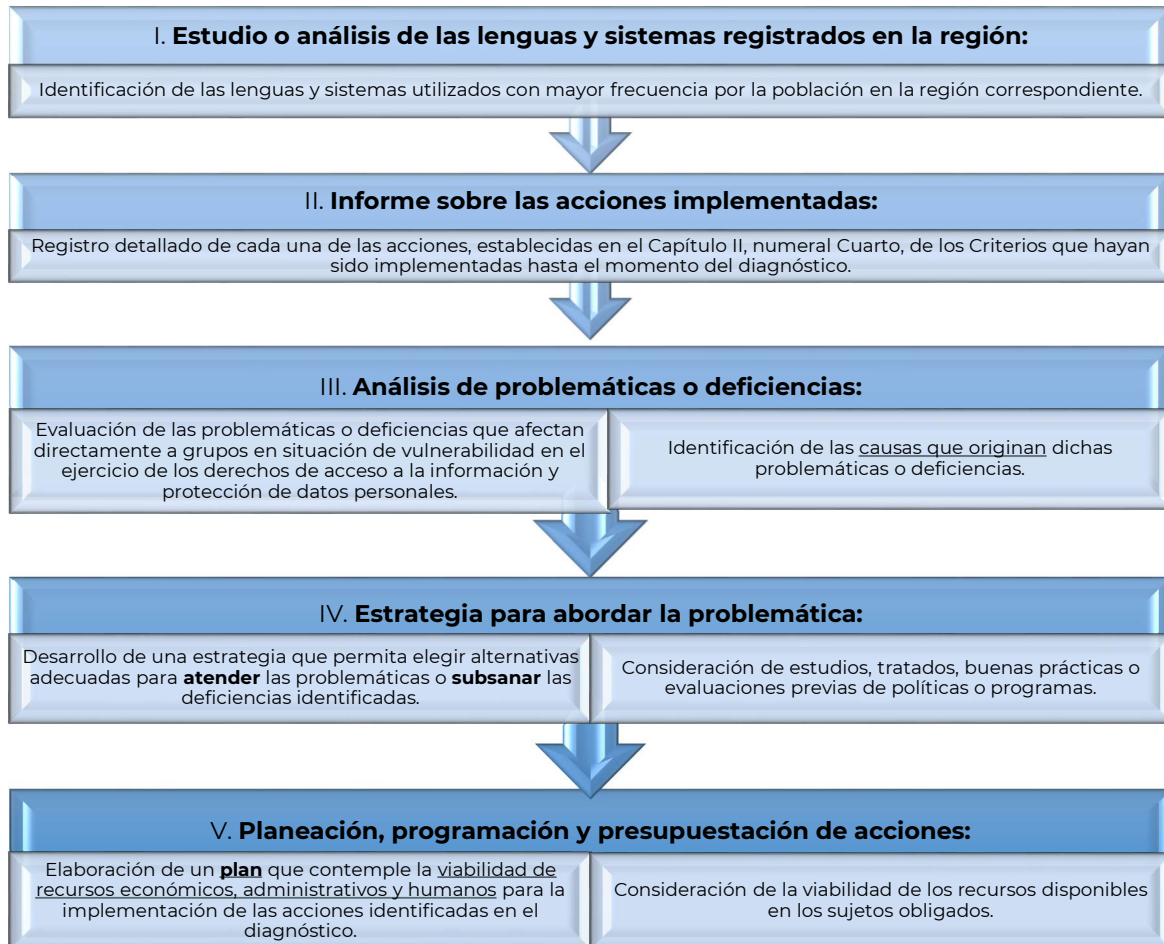 I. Estudio o análisis de las lenguas y sistemas registrados en la región:
Identificación de las lenguas y sistemas utilizados con mayor frecuencia por la población en la región correspondiente.
II. Informe sobre las acciones implementadas:
Registro detallado de cada una de las acciones, establecidas en el Capítulo II, numeral Cuarto, de los Criterios que hayan
sido implementadas hasta el momento del diagnóstico.
III. Análisis de problemáticas o deficiencias:
Evaluación de las problemáticas o deficiencias que afectan
directamente a grupos en situación de vulnerabilidad en el
ejercicio de los derechos de acceso a la información y
protección de datos personales.
Identificación de las causas que originan dichas
problemáticas o deficiencias.
IV. Estrategia para abordar la problemática:
Desarrollo de una estrategia que permita elegir alternativas
adecuadas para atender las problemáticas o subsanar las
deficiencias identificadas.
Consideración de estudios, tratados, buenas prácticas o
evaluaciones previas de políticas o programas.
V. Planeación, programación y presupuestación de acciones:
Elaboración de un plan que contemple la viabilidad de
recursos económicos, administrativos y humanos para la
implementación de las acciones identificadas en el
diagnóstico.
Consideración de la viabilidad de los recursos disponibles
en los sujetos obligados.